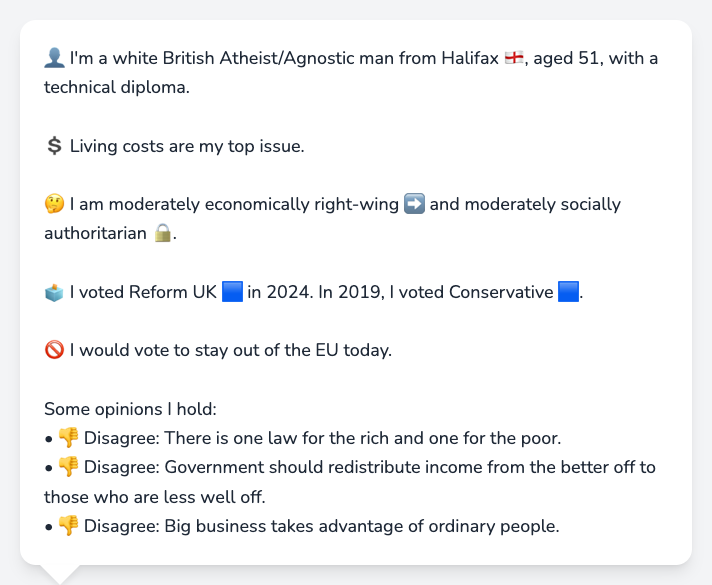 👤 I'm a white British Atheist/Agnostic man from Halifax 🏴󠁧󠁢󠁥󠁮󠁧󠁿, aged 51, with a
technical diploma.
💲 Living costs are my top issue.
🤔 I am moderately economically right-wing ➡️ and moderately socially
authoritarian 🔒.
🗳️ I voted Reform UK 🟦 in 2024. In 2019, I voted Conservative 🟦.
🚫 I would vote to stay out of the EU today.
Some opinions I hold:
• 👎 Disagree: There is one law for the rich and one for the poor.
• 👎 Disagree: Government should redistribute income from the better off to
those who are less well off.
• 👎 Disagree: Big business takes advantage of ordinary people.